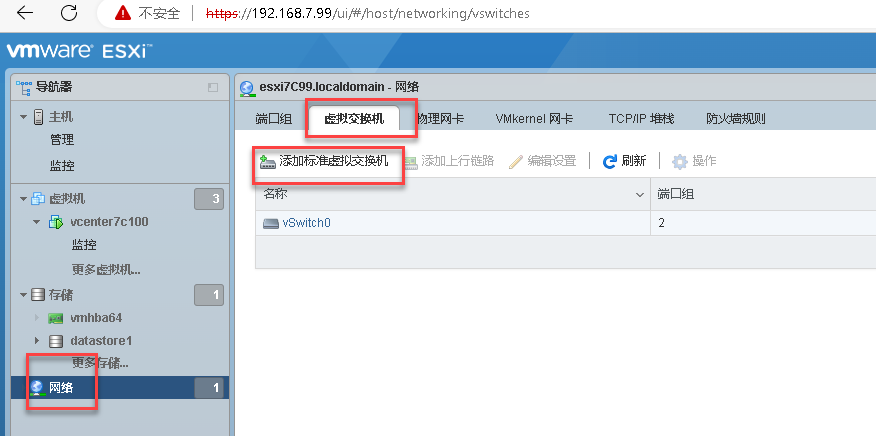 不安全 https://192.168.7.99/ui/#/host/networking/vswitches
vmware ESXi™
导航器
主机
管理
监控
虚拟机 3
vcenter7c100
监控
更多虚拟机...
存储 1
vmhba64
datastore1
更多存储...
网络 1
esxi7C99.localdomain - 网络
端口组 虚拟交换机 物理网卡 VMkernel 网卡 TCP/IP 堆栈 防火墙规则
添加标准虚拟交换机 添加上行链路 编辑设置 刷新 操作
名称 端口组
vSwitch0 2